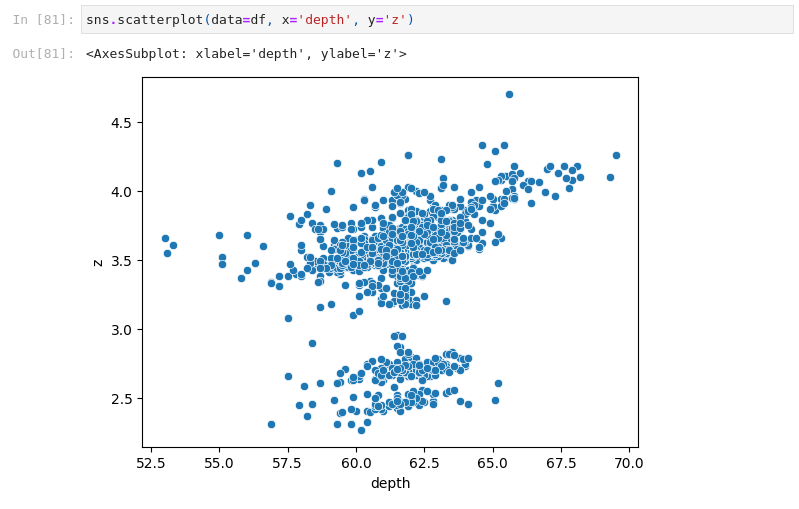 In [81]: sns.scatterplot(data=df, x='depth', y='z')
Out[81]: <AxesSubplot: xlabel='depth', ylabel='z'>
4.5
4.0
3.5
3.0
2.5
z
52.5 55.0 57.5 60.0 62.5 65.0 67.5 70.0
depth